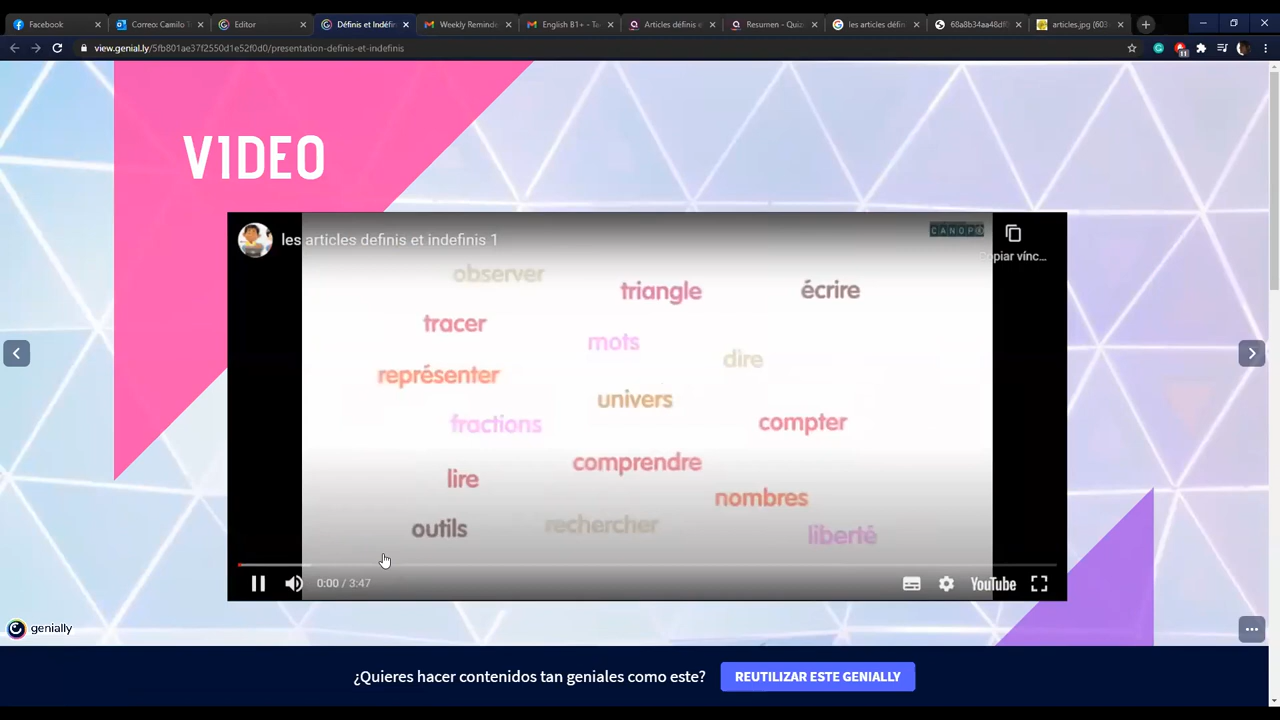 Facebook
Correo: Camilo T
Editor
Définis et Indéfin
Weekly Reminde
English B1+ - Ta
Articles défini e
Resumen - Quiz
les articles défin
68a8b34aa48df
articles.jpg (603
view.genial.ly/5fb801ae37f2550d1e52f0d0/presentation-definis-et-indefinis
11
V1DEO
les articles definis et indefinis 1
CANOPÉ
Copiar vínc...
observer
triangle
écrire
tracer
mots
dire
représenter
univers
fractions
compter
comprendre
lire
nombres
outils
rechercher
liberté
0:00 / 3:47
YouTube
genially
¿Quieres hacer contenidos tan geniales como este?
REUTILIZAR ESTE GENIALLY